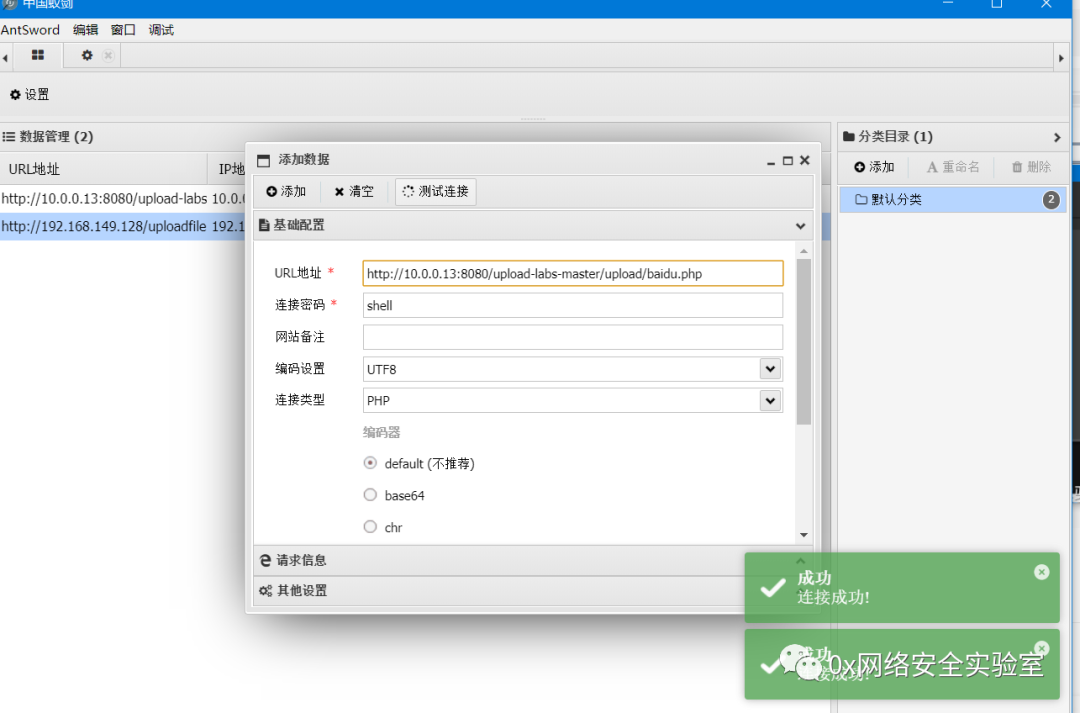 中国蚁剑
AntSword 编辑 窗口 调试
设置
数据管理 (2)
URL地址 IP地
http://10.0.0.13:8080/upload-labs 10.0.0
http://192.168.149.128/uploadfile 192.1
添加数据
添加 清空 测试连接
基础配置
URL地址 * http://10.0.0.13:8080/upload-labs-master/upload/baidu.php
连接密码 * shell
网站备注
编码设置 UTF8
连接类型 PHP
编码器
default (不推荐)
base64
chr
请求信息
其他设置
分类目录 (1)
添加 重命名 删除
默认分类 2
成功
连接成功!
成功
连接成功!
0x网络安全实验室